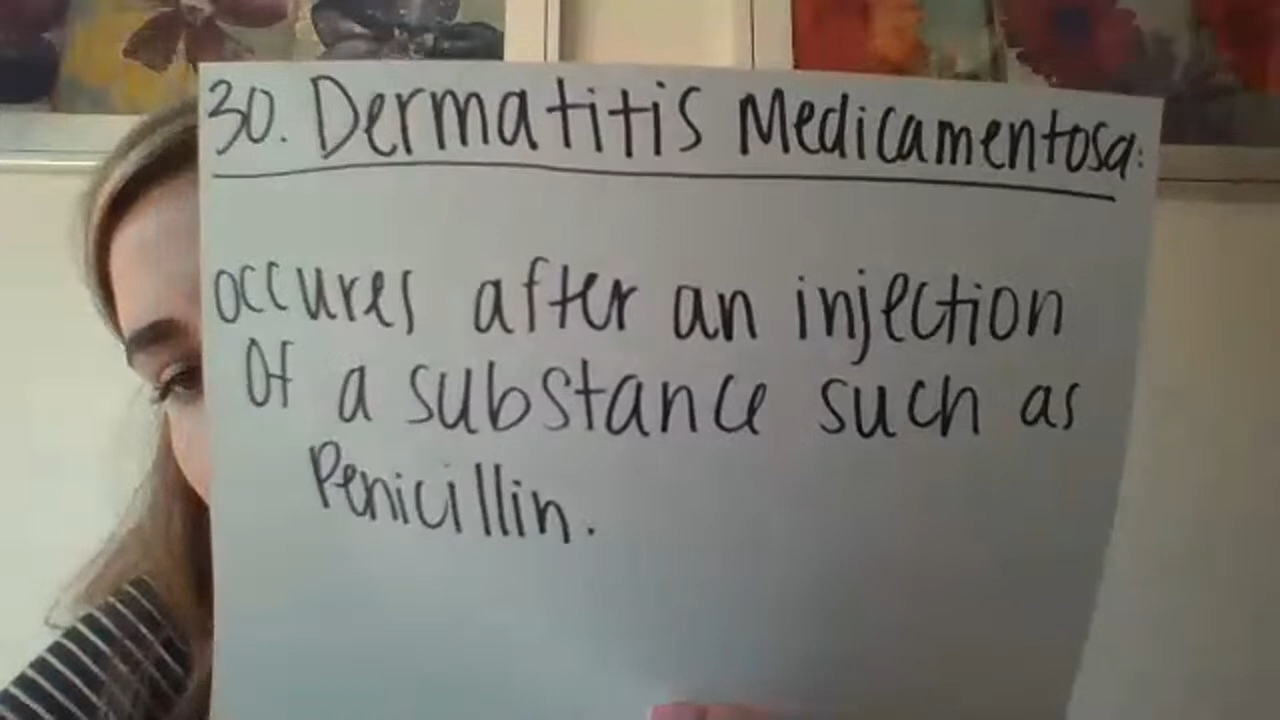 30. Dermatitis Medicamentosa:
occures after an injection
of a substance such as
Penicillin.